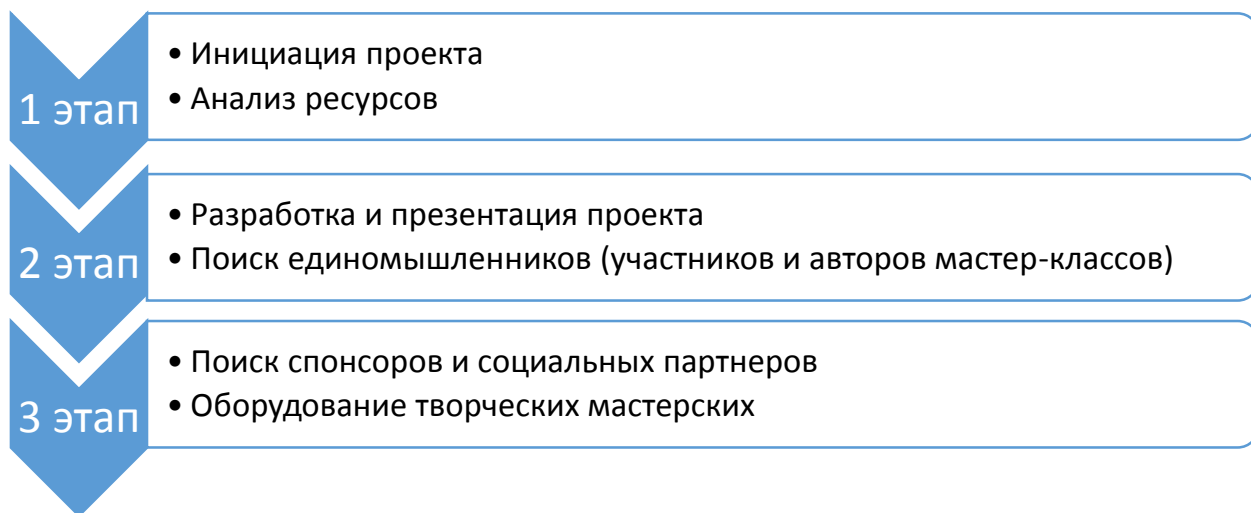 1 этап
• Инициация проекта
• Анализ ресурсов
2 этап
• Разработка и презентация проекта
• Поиск единомышленников (участников и авторов мастер-классов)
3 этап
• Поиск спонсоров и социальных партнеров
• Оборудование творческих мастерских